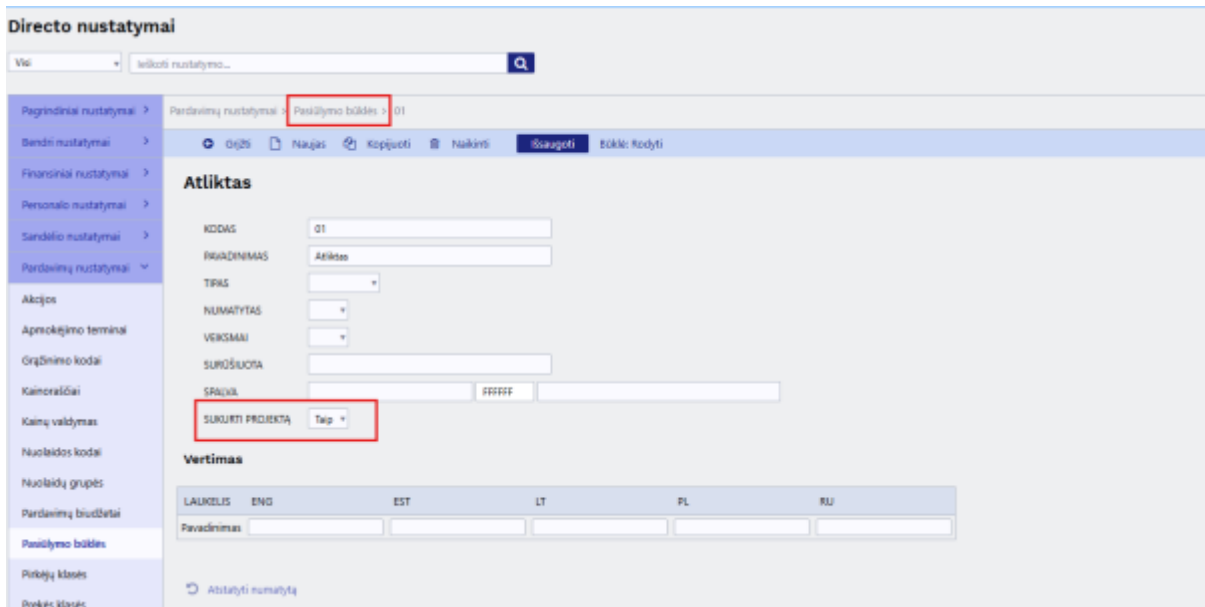 Directo nustatymai
Visi Ieškoti nustatymo...
Pagrindiniai nustatymai
Bendri nustatymai
Finansiniai nustatymai
Personalo nustatymai
Sandėlio nustatymai
Pardavimų nustatymai
Akcijos
Apmokėjimo terminai
Grąžinimo kodai
Kainoraščiai
Kainų valdymas
Nuolaidos kodai
Nuolaidų grupės
Pardavimų biudžetai
Pasiūlymo būklės
Pirkėjų klasės
Prekės klasės
Pardavimų nustatymai > Pasiūlymo būklės > 01
Grįžti Naujas Kopijuoti Naikinti Išsaugoti Būklė: Rodyti
Atliktas
KODAS 01
PAVADINIMAS Atliktas
TIPAS
NUMATYTAS
VEIKSMAI
SURŪŠIUOTA
SPALVA FFFFFF
SUKURTI PROJEKTĄ Taip
Vertimas
LAUKELIS ENG EST LT PL RU
Pavadinimas
Atstatyti numatytą